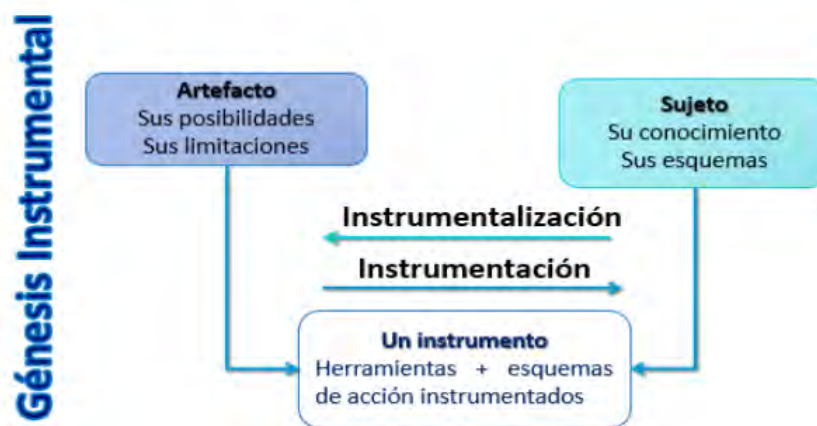 Génesis Instrumental
Artefacto
Sus posibilidades
Sus limitaciones
Sujeto
Su conocimiento
Sus esquemas
Instrumentalización
Instrumentación
Un instrumento
Herramientas + esquemas
de acción instrumentados